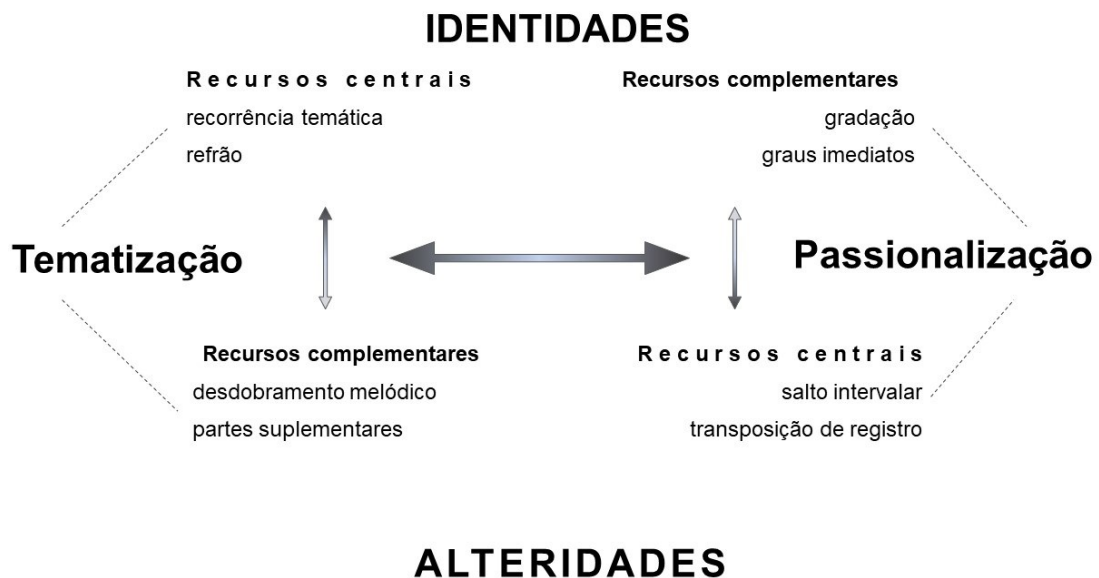 IDENTIDADES
Recursos centrais
recorrência temática
refrão
Recursos complementares
gradação
graus imediatos
Tematização
Passionalização
Recursos complementares
desdobramento melódico
partes suplementares
Recursos centrais
salto intervalar
transposição de registro
ALTERIDADES